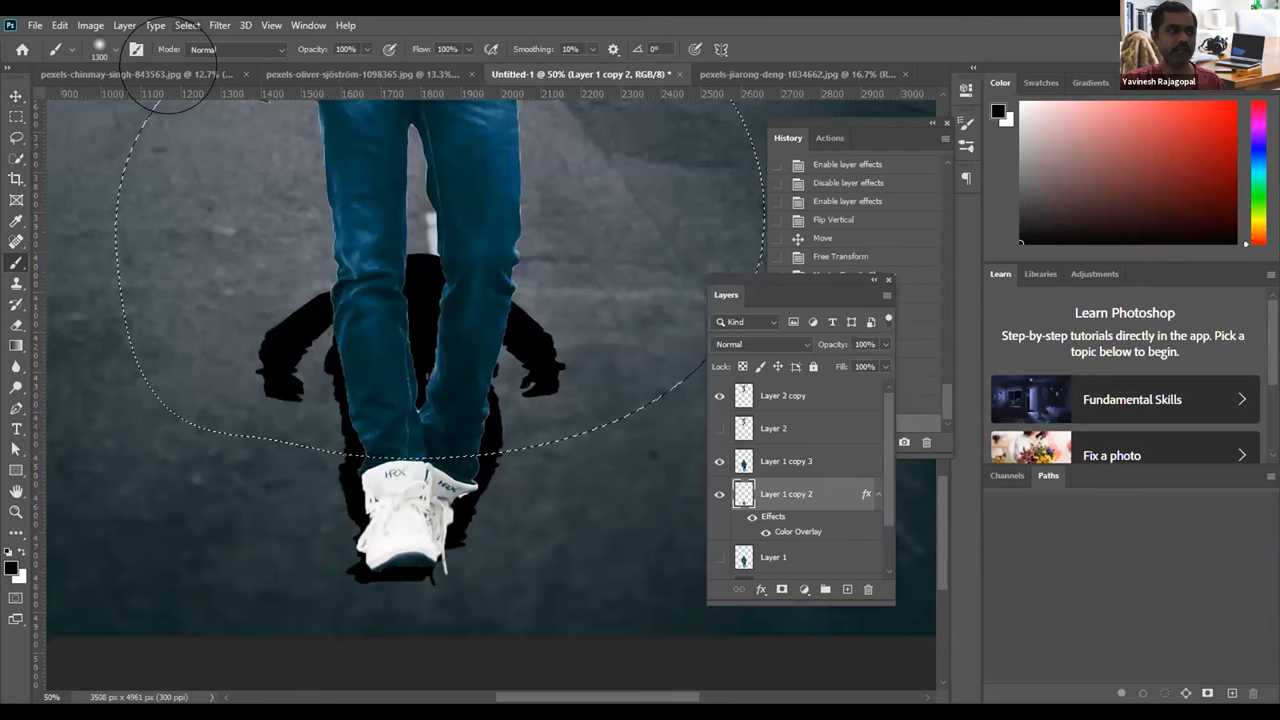 Ps File Edit Image Layer Type Select Filter 3D View Window Help
1300 Mode: Normal Opacity: 100% Flow: 100% Smoothing: 10% 0°
pexels-chinmay-singh-843563.jpg @ 12.7% (... × pexels-oliver-sjöström-1098365.jpg @ 13.3%... × Untitled-1 @ 50% (Layer 1 copy 2, RGB/8) * × pexels-jiarong-deng-1034662.jpg @ 16.7% (R... ×
Yavinesh Rajagopal
900 1000 1100 1200 1300 1400 1500 1600 1700 1800 1900 2000 2100 2200 2300 2400 2500 2600 2700 2800 2900 3000
Color Swatches Gradients
History Actions
Enable layer effects
Disable layer effects
Enable layer effects
Flip Vertical
Move
Free Transform
Layers
Kind
Normal Opacity: 100%
Lock: Fill: 100%
Layer 2 copy
Layer 2
Layer 1 copy 3
Layer 1 copy 2 fx
Effects
Color Overlay
Layer 1
fx
Learn Libraries Adjustments
Learn Photoshop
Step-by-step tutorials directly in the app. Pick a
topic below to begin.
Fundamental Skills
Fix a photo
Channels Paths
HRX HRX
50% 3508 px x 4961 px (300 ppi)